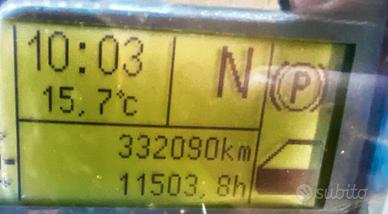 10:03
N
(P)
15,7°c
332090km
11503,8h
subito